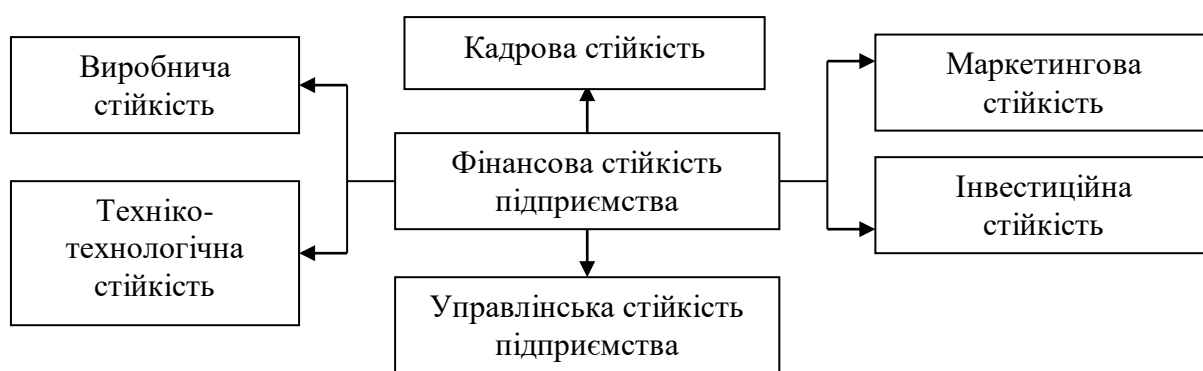 Кадрова стійкість
Виробнича
стійкість
Маркетингова
стійкість
Фінансова стійкість
підприємства
Техніко-
технологічна
стійкість
Інвестиційна
стійкість
Управлінська стійкість
підприємства